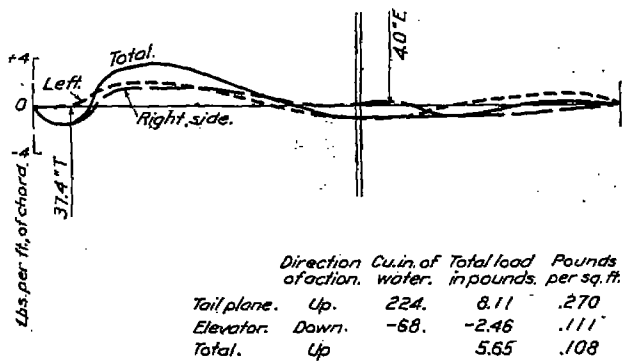 +4
Total.
4.0"E
Left.
0
Right side.
-4
37.4"T
Lbs. per ft. of chord.
Direction Cu.in. of Total load Pounds
of action. water. in pounds. per sq. ft.
Tail plane. Up. 224. 8.11 .270
Elevator. Down. -68. -2.46 .111
Total. Up 5.65 .108